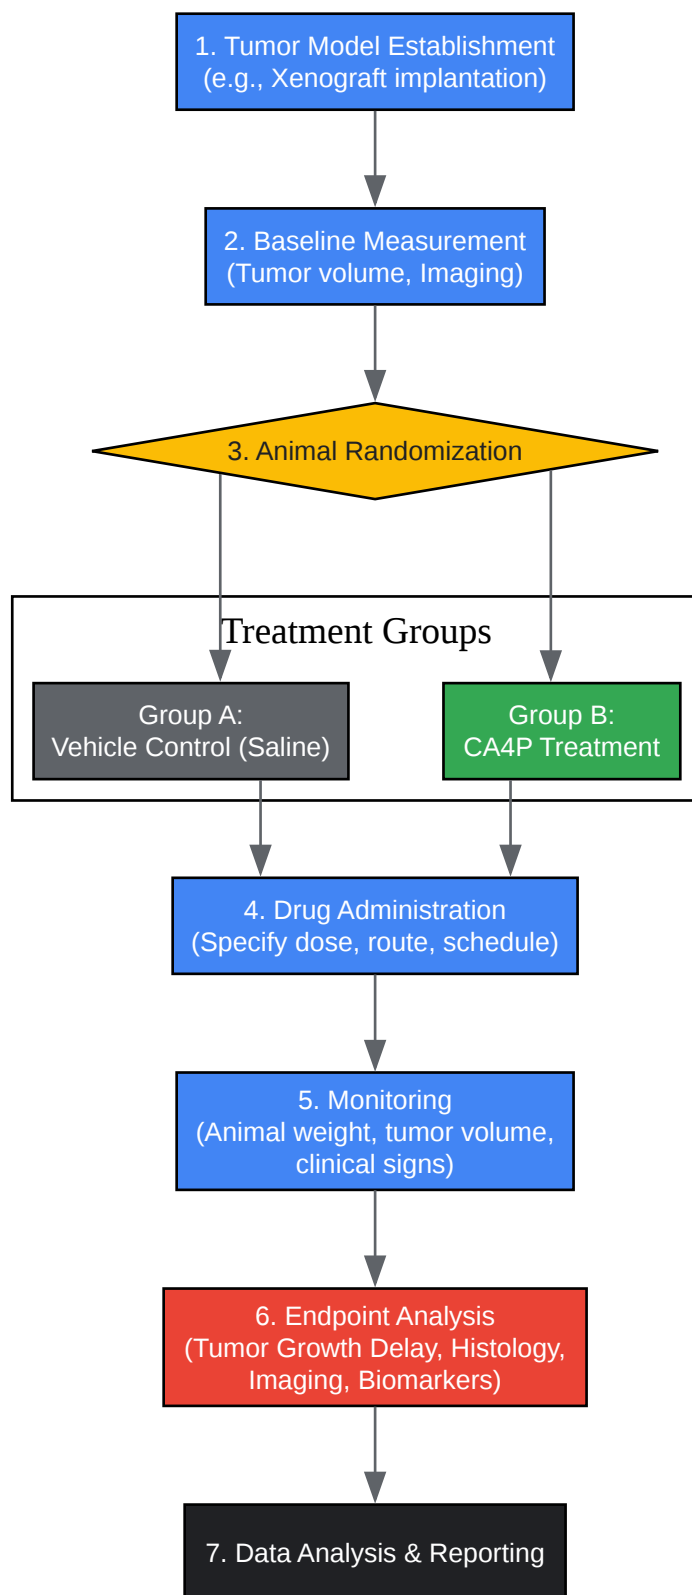 1. Tumor Model Establishment
(e.g., Xenograft implantation)
2. Baseline Measurement
(Tumor volume, Imaging)
3. Animal Randomization
Treatment Groups
Group A:
Vehicle Control (Saline)
Group B:
CA4P Treatment
4. Drug Administration
(Specify dose, route, schedule)
5. Monitoring
(Animal weight, tumor volume,
clinical signs)
6. Endpoint Analysis
(Tumor Growth Delay, Histology,
Imaging, Biomarkers)
7. Data Analysis & Reporting